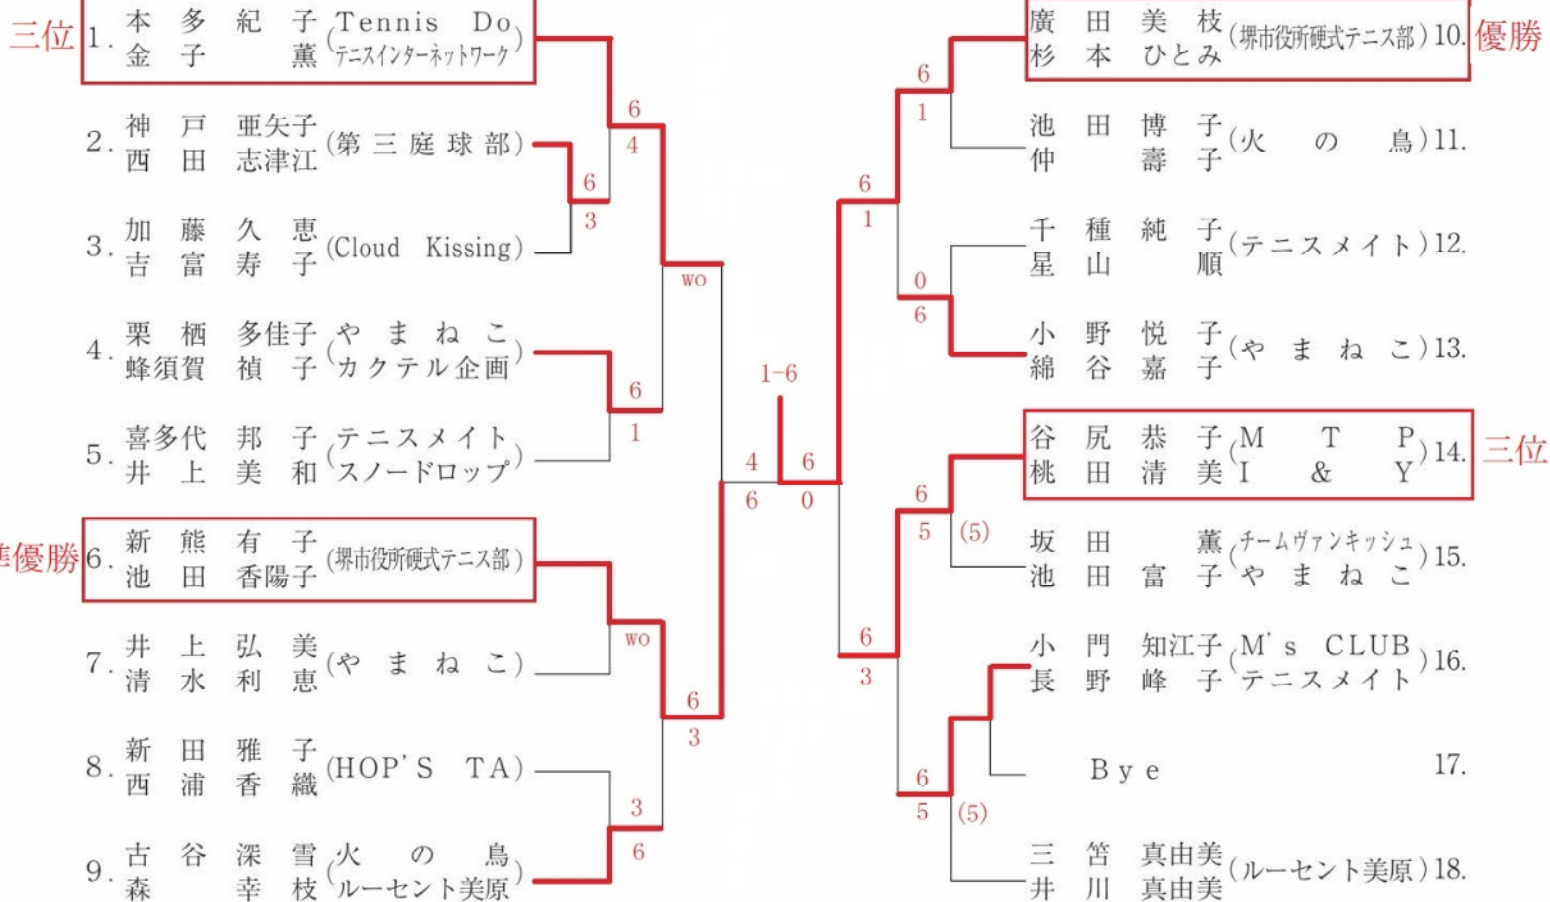 三位
1. 本多紀子 (Tennis Do
金子薫 テニスインターネットワーク)
6
4
2. 神戸亜矢子 (第三庭球部)
西田志津江
6
3
3. 加藤久恵 (Cloud Kissing)
吉富寿子
wo
4. 栗栖多佳子 (やまねこ
蜂須賀禎子 カクテル企画)
6
1
5. 喜多代邦子 (テニスメイト
井上美和 スノードロップ)
4
6
準優勝
6. 新熊有子 (堺市役所硬式テニス部)
池田香陽子
wo
7. 井上弘美 (やまねこ)
清水利恵
6
3
8. 新田雅子 (HOP'S TA)
西浦香織
3
6
9. 古谷深雪 (火の鳥
森幸枝 ルーセント美原)
1-6
6
0
廣田美枝 (堺市役所硬式テニス部) 10. 優勝
杉本ひとみ
6
1
池田博子 (火の鳥) 11.
仲壽子
6
1
千種純子 (テニスメイト) 12.
星山順
0
6
小野悦子 (やまねこ) 13.
綿谷嘉子
谷尻恭子 (MTP
桃田清美 I & Y) 14. 三位
6
5 (5)
坂田薫 (チームヴァンキッシュ
池田富子 やまねこ) 15.
6
3
小門知江子 (M's CLUB
長野峰子 テニスメイト) 16.
Bye 17.
6
5 (5)
三笘真由美 (ルーセント美原) 18.
井川真由美